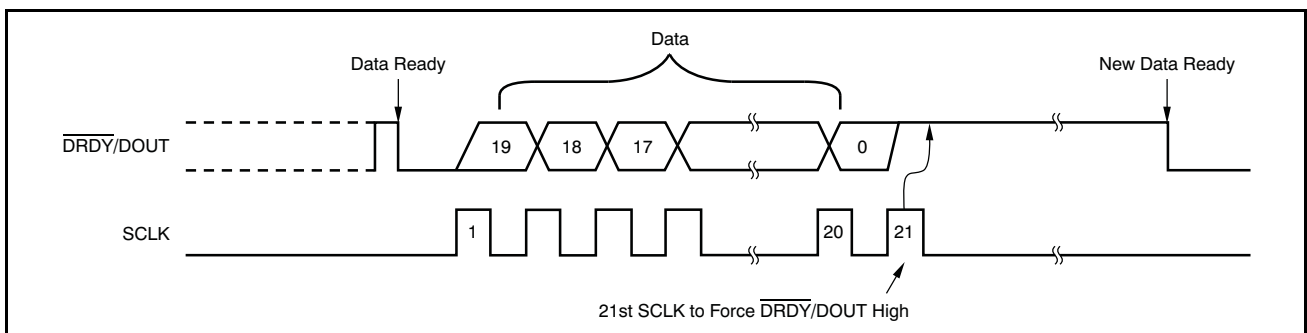 Data
Data Ready
New Data Ready
DRDY/DOUT
19 18 17 0
SCLK
1 20 21
21st SCLK to Force DRDY/DOUT High